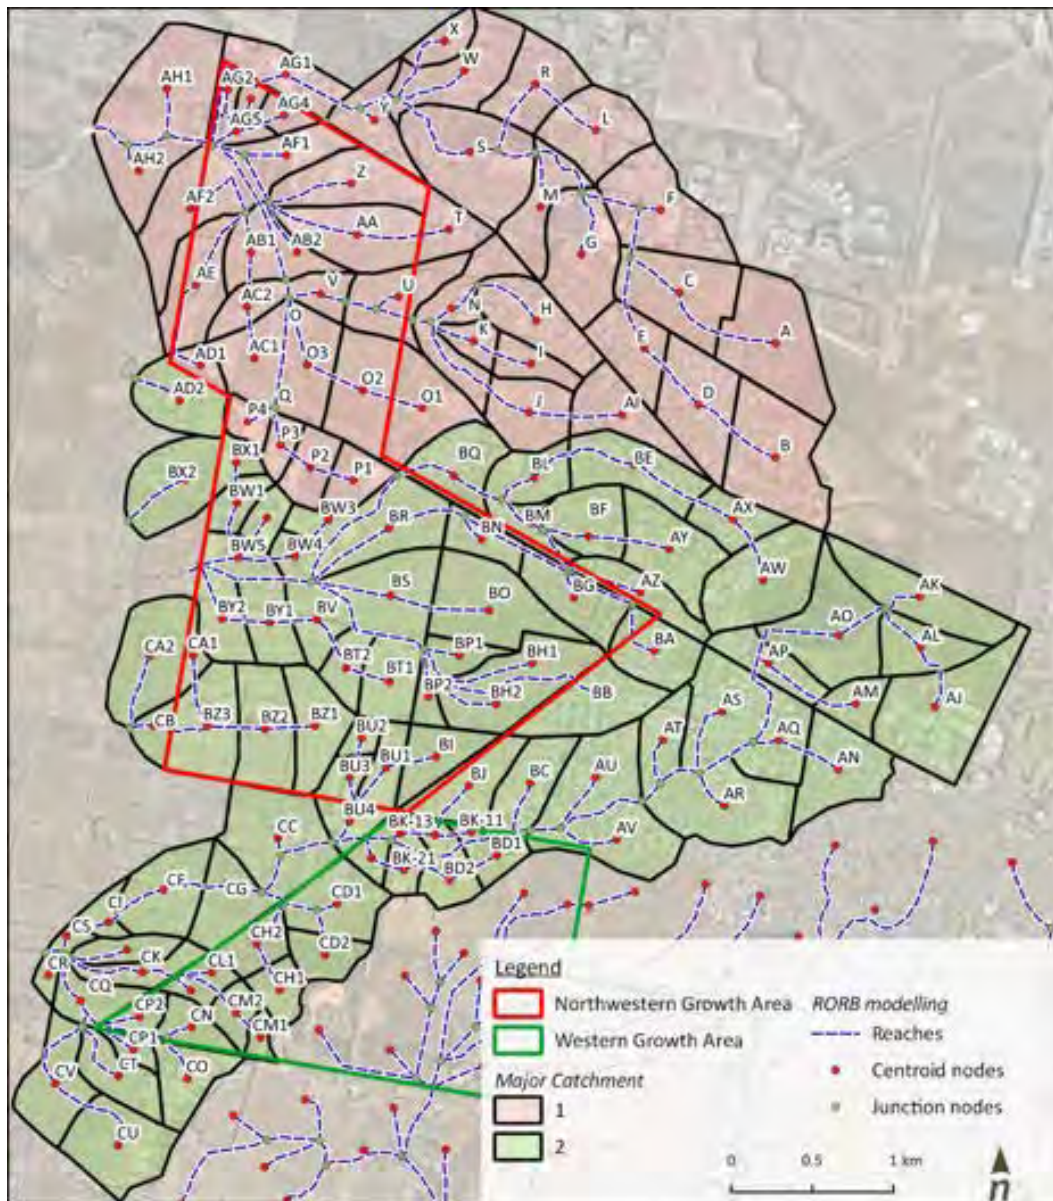 X
W
AG1
R
AH1
AG2
Y
L
AG4
AG5
S
AF1
AH2
Z
M
F
AF2
T
AA
G
AB1
AB2
AE
C
V
U
AC2
N
H
O
A
K
E
AC1
O3
I
AD1
O2
D
AD2
O1
J
AI
Q
P4
P3
B
P2
BX1
P1
BQ
BL
BE
BX2
BW1
BW3
BM
BF
AX
BR
BN
AY
BW5
BW4
AW
BG
AZ
AK
BS
BO
BY2
BY1
BV
AO
AL
CA2
CA1
BP1
BA
BT2
BH1
AP
BT1
BP2
BH2
BB
AM
AJ
AS
CB
BZ3
BZ2
BZ1
BU2
AT
AQ
BU1
BI
AN
BU3
BJ
BC
AU
AR
BU4
BK-13
BK-11
AV
CC
BD1
BK-21
BD2
CF
CG
CD1
CI
CS
CH2
CD2
CR
CK
CL1
CH1
CQ
CP2
CM2
CN
CM1
CP1
CV
CT
CO
CU
Legend
Northwestern Growth Area
Western Growth Area
Major Catchment
1
2
RORB modelling
Reaches
Centroid nodes
Junction nodes
0 0.5 1 km
n